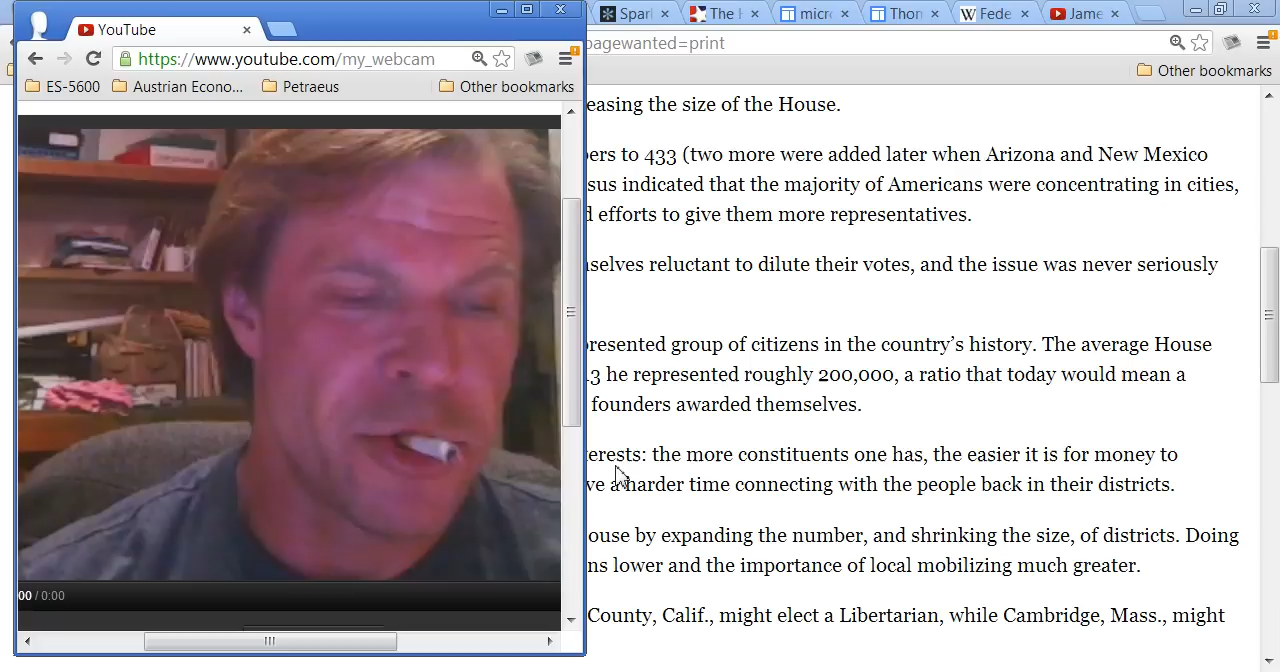 YouTube
https://www.youtube.com/my_webcam
ES-5600
Austrian Econo...
Petraeus
Other bookmarks
00 / 0:00
Spar
The
micr
Thon
Fede
Jame
pagewanted=print
Other bookmarks
easing the size of the House.
ers to 433 (two more were added later when Arizona and New Mexico
sus indicated that the majority of Americans were concentrating in cities,
d efforts to give them more representatives.
selves reluctant to dilute their votes, and the issue was never seriously
presented group of citizens in the country's history. The average House
13 he represented roughly 200,000, a ratio that today would mean a
founders awarded themselves.
terests: the more constituents one has, the easier it is for money to
ve a harder time connecting with the people back in their districts.
ouse by expanding the number, and shrinking the size, of districts. Doing
ns lower and the importance of local mobilizing much greater.
County, Calif., might elect a Libertarian, while Cambridge, Mass., might